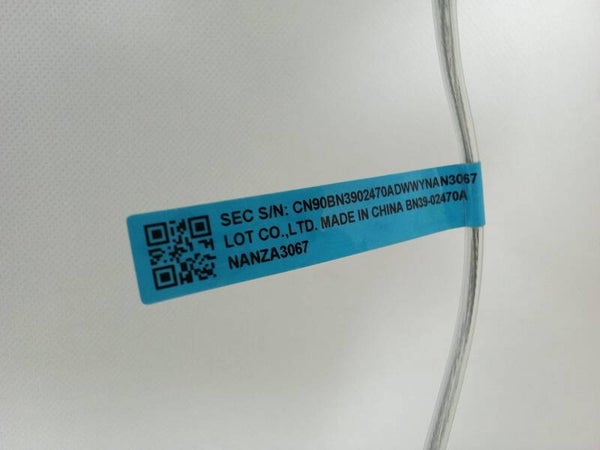 SEC S/N: CN90BN3902470ADWWYNAN3067
LOT CO.,LTD. MADE IN CHINA BN39-02470A
NANZA3067